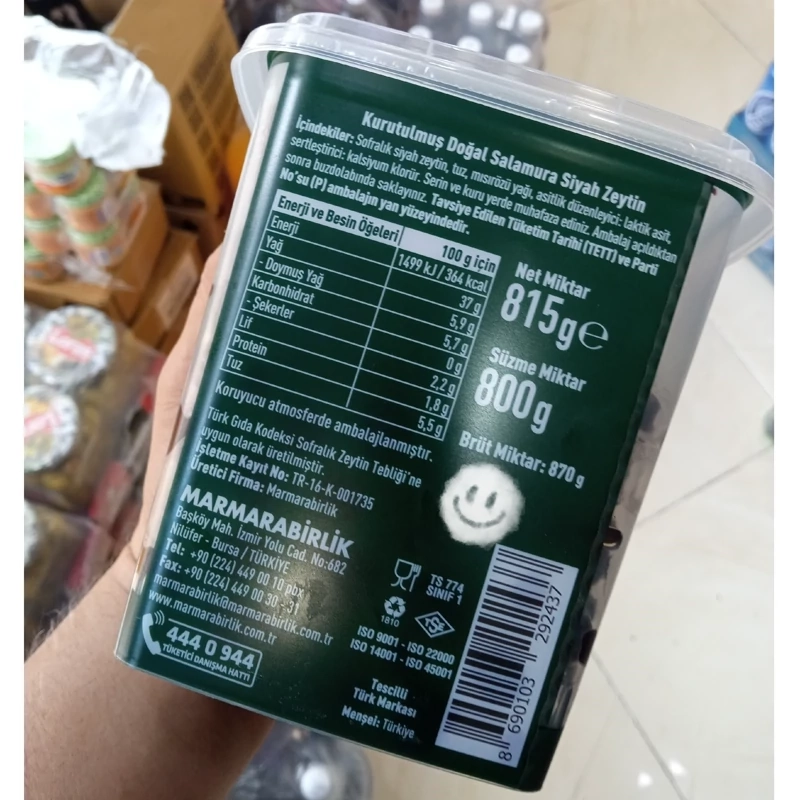 Kurutulmuş Doğal Salamura Siyah Zeytin
İçindekiler: Sofralık siyah zeytin, tuz, mısırözü yağı, asitlik düzenleyici: laktik asit,
sertleştirici: kalsiyum klorür. Serin ve kuru yerde muhafaza ediniz. Ambalaj açıldıktan
sonra buzdolabında saklayınız. Tavsiye Edilen Tüketim Tarihi (TETT) ve Parti
No'su (P) ambalajın yan yüzeyindedir.
Enerji ve Besin Öğeleri 100 g için
Enerji 1499 kJ / 364 kcal
Yağ 37 g
- Doymuş Yağ 5,9 g
Karbonhidrat 5,7 g
- Şekerler 0 g
Lif 2,2 g
Protein 1,8 g
Tuz 5,5 g
Koruyucu atmosferde ambalajlanmıştır.
Türk Gıda Kodeksi Sofralık Zeytin Tebliği'ne
uygun olarak üretilmiştir.
İşletme Kayıt No: TR-16-K-001735
Üretici Firma: Marmarabirlik
MARMARABİRLİK
Başköy Mah. İzmir Yolu Cad. No:682
Nilüfer - Bursa / TÜRKİYE
Tel: +90 (224) 449 00 10 pbx
Fax: +90 (224) 449 00 30 - 31
marmarabirlik@marmarabirlik.com.tr
www.marmarabirlik.com.tr
444 0 944
TÜKETİCİ DANIŞMA HATTI
Net Miktar
815g e
Süzme Miktar
800g
Brüt Miktar: 870 g
TS 774
SINIF 1
1810
TSE
ISO 9001 - ISO 22000
ISO 14001 - ISO 45001
Tescilli
Türk Markası
Menşei: Türkiye
8 690103 292437